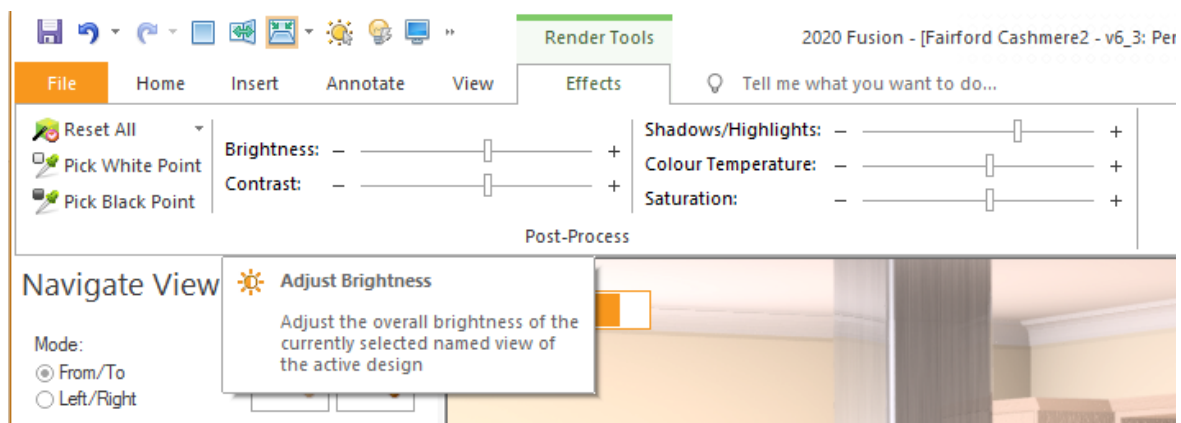 Render Tools
2020 Fusion - [Fairford Cashmere2 - v6_3: Per
File Home Insert Annotate View Effects Tell me what you want to do...
Reset All
Pick White Point
Pick Black Point
Brightness: – +
Contrast: – +
Shadows/Highlights: – +
Colour Temperature: – +
Saturation: – +
Post-Process
Navigate View
Adjust Brightness
Adjust the overall brightness of the
currently selected named view of
the active design
Mode:
From/To
Left/Right